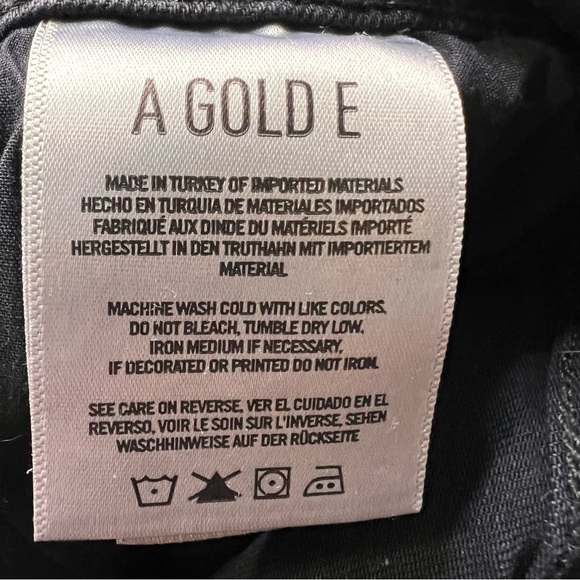 A GOLD E
MADE IN TURKEY OF IMPORTED MATERIALS
HECHO EN TURQUIA DE MATERIALES IMPORTADOS
FABRIQUÉ AUX DINDE DU MATÉRIELS IMPORTÉ
HERGESTELLT IN DEN TRUTHAHN MIT IMPORTIERTEM
MATERIAL
MACHINE WASH COLD WITH LIKE COLORS,
DO NOT BLEACH, TUMBLE DRY LOW,
IRON MEDIUM IF NECESSARY,
IF DECORATED OR PRINTED DO NOT IRON.
SEE CARE ON REVERSE, VER EL CUIDADO EN EL
REVERSO, VOIR LE SOIN SUR L'INVERSE, SEHEN
WASCHHINWEISE AUF DER RÜCKSEITE